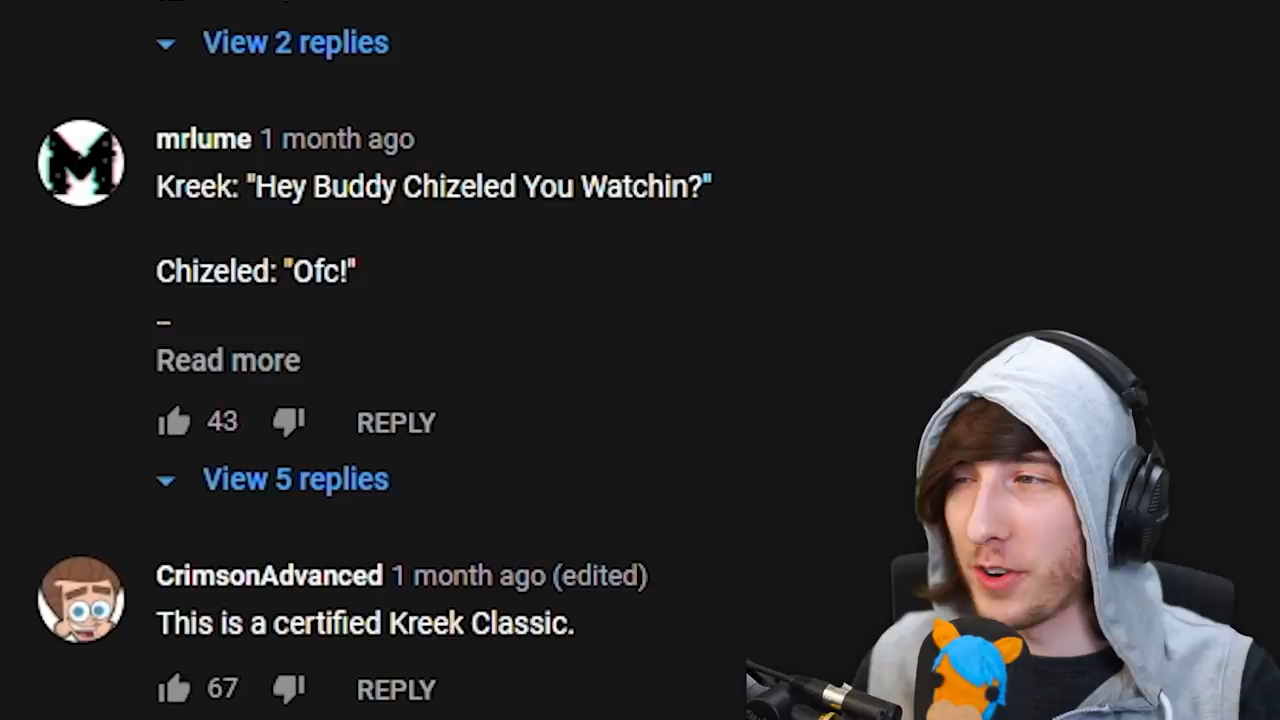 View 2 replies
mrlume 1 month ago
Kreek: "Hey Buddy Chizeled You Watchin?"
Chizeled: "Ofc!"
–
Read more
43 REPLY
View 5 replies
CrimsonAdvanced 1 month ago (edited)
This is a certified Kreek Classic.
67 REPLY